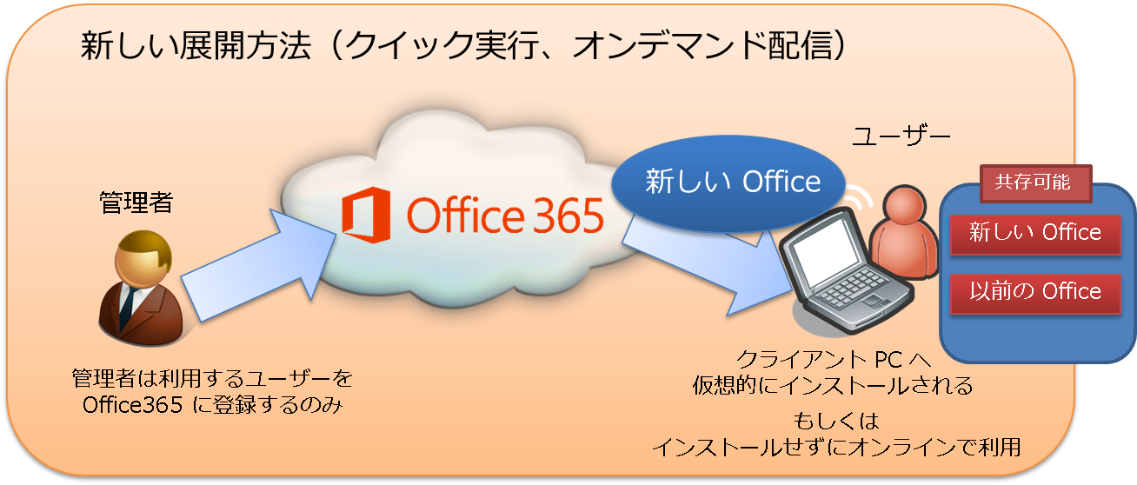 新しい展開方法（クイック実行、オンデマンド配信）
管理者
Office 365
新しい Office
ユーザー
共存可能
新しい Office
以前の Office
管理者は利用するユーザーを
Office365 に登録するのみ
クライアント PC へ
仮想的にインストールされる
もしくは
インストールせずにオンラインで利用